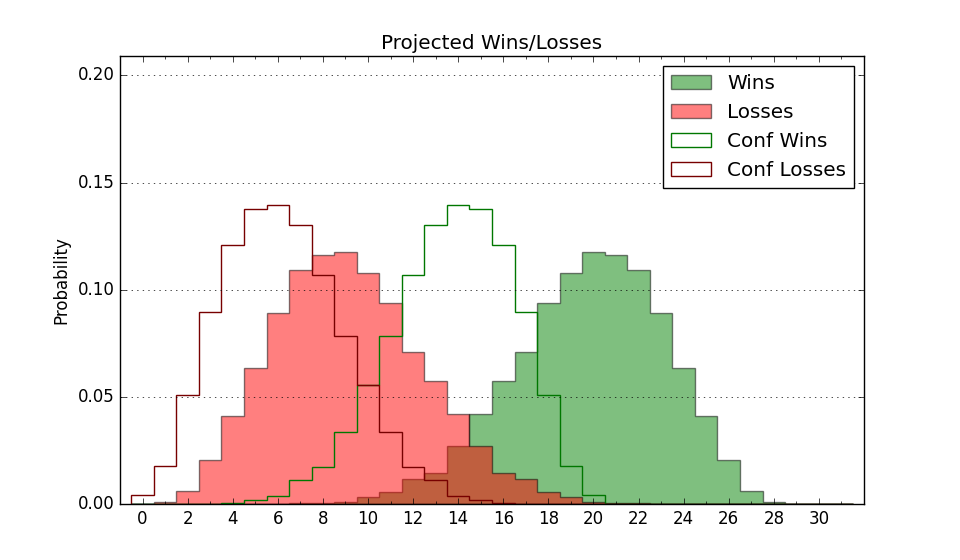 Projected Wins/Losses
Wins
Losses
Conf Wins
Conf Losses
Probability
0.20
0.15
0.10
0.05
0.00
0 2 4 6 8 10 12 14 16 18 20 22 24 26 28 30